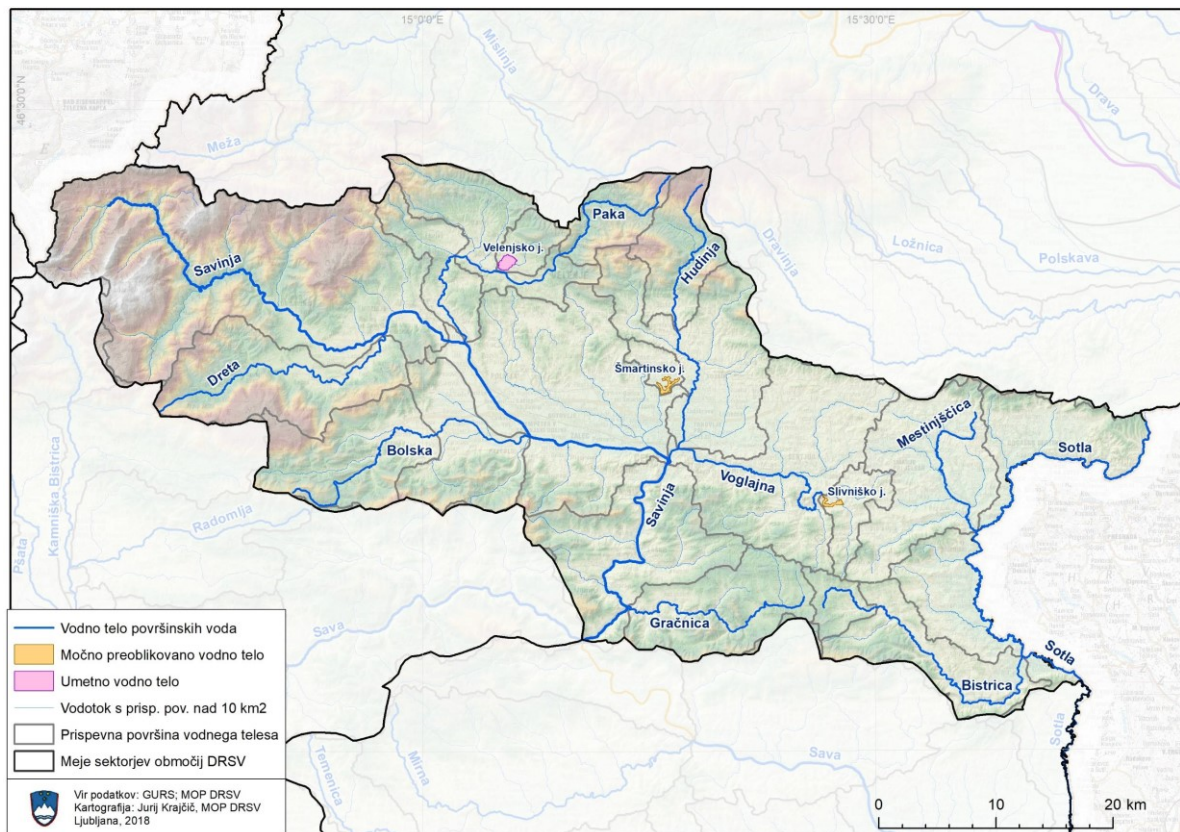 15°0'0"E
15°30'0"E
46°30'0"N
Mislinja
Drava
Meža
Paka
Velenjsko j.
Hudinja
Dravinja
Ložnica
Polskava
Savinja
Dreta
Šmartinsko j.
Mestinjščica
Sotla
Bolska
Savinja
Voglajna
Slivniško j.
Kamniška Bistrica
Pšata
Radomlja
Sava
Gračnica
Bistrica
Sotla
Sotla
Sava
Temenica
Mirna
Vodno telo površinskih voda
Močno preoblikovano vodno telo
Umetno vodno telo
Vodotok s prisp. pov. nad 10 km2
Prispevna površina vodnega telesa
Meje sektorjev območij DRSV
Vir podatkov: GURS; MOP DRSV
Kartografija: Jurij Krajčič, MOP DRSV
Ljubljana, 2018
0 10 20 km